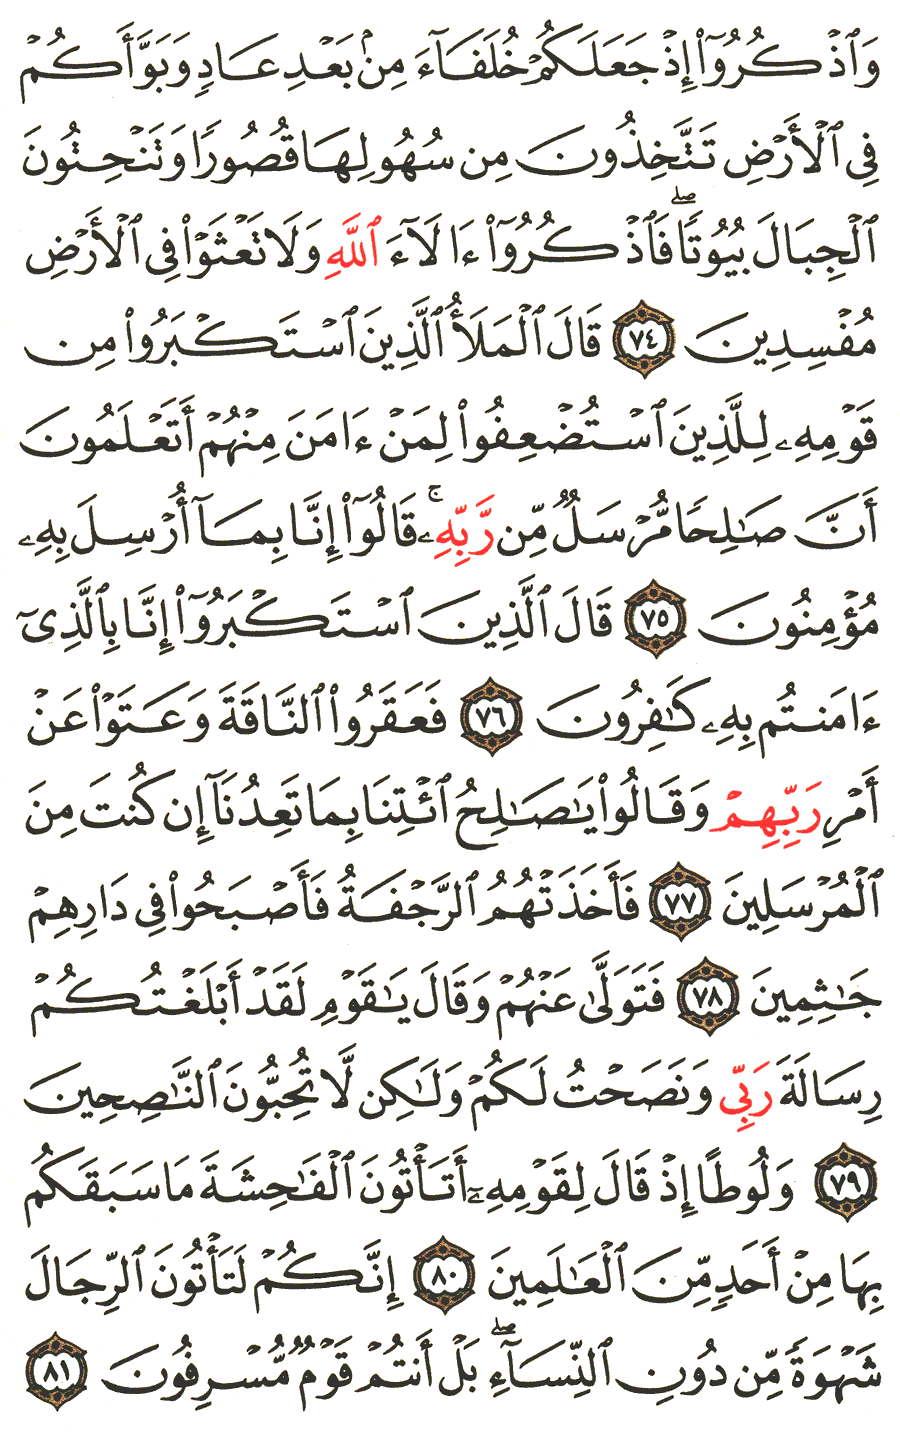 وَٱذۡكُرُوٓاْ إِذۡ جَعَلَكُمۡ خُلَفَآءَ مِنۢ بَعۡدِ عَادٖ وَبَوَّأَكُمۡ
فِي ٱلۡأَرۡضِ تَتَّخِذُونَ مِن سُهُولِهَا قُصُورٗا وَتَنۡحِتُونَ
ٱلۡجِبَالَ بُيُوتٗاۖ فَٱذۡكُرُوٓاْ ءَالَآءَ ٱللَّهِ وَلَا تَعۡثَوۡاْ فِي ٱلۡأَرۡضِ
مُفۡسِدِينَ ٧٤ قَالَ ٱلۡمَلَأُ ٱلَّذِينَ ٱسۡتَكۡبَرُواْ مِن
قَوۡمِهِۦ لِلَّذِينَ ٱسۡتُضۡعِفُواْ لِمَنۡ ءَامَنَ مِنۡهُمۡ أَتَعۡلَمُونَ
أَنَّ صَٰلِحٗا مُّرۡسَلٞ مِّن رَّبِّهِۦۚ قَالُوٓاْ إِنَّا بِمَآ أُرۡسِلَ بِهِۦ
مُؤۡمِنُونَ ٧٥ قَالَ ٱلَّذِينَ ٱسۡتَكۡبَرُوٓاْ إِنَّا بِٱلَّذِيٓ
ءَامَنتُم بِهِۦ كَٰفِرُونَ ٧٦ فَعَقَرُواْ ٱلنَّاقَةَ وَعَتَوۡاْ عَنۡ
أَمۡرِ رَبِّهِمۡ وَقَالُواْ يَٰصَٰلِحُ ٱئۡتِنَا بِمَا تَعِدُنَآ إِن كُنتَ مِنَ
ٱلۡمُرۡسَلِينَ ٧٧ فَأَخَذَتۡهُمُ ٱلرَّجۡفَةُ فَأَصۡبَحُواْ فِي دَارِهِمۡ
جَٰثِمِينَ ٧٨ فَتَوَلَّىٰ عَنۡهُمۡ وَقَالَ يَٰقَوۡمِ لَقَدۡ أَبۡلَغۡتُكُمۡ
رِسَالَةَ رَبِّي وَنَصَحۡتُ لَكُمۡ وَلَٰكِن لَّا تُحِبُّونَ ٱلنَّٰصِحِينَ
٧٩ وَلُوطًا إِذۡ قَالَ لِقَوۡمِهِۦٓ أَتَأۡتُونَ ٱلۡفَٰحِشَةَ مَا سَبَقَكُم
بِهَا مِنۡ أَحَدٖ مِّنَ ٱلۡعَٰلَمِينَ ٨٠ إِنَّكُمۡ لَتَأۡتُونَ ٱلرِّجَالَ
شَهۡوَةٗ مِّن دُونِ ٱلنِّسَآءِۖ بَلۡ أَنتُمۡ قَوۡمٞ مُّسۡرِفُونَ ٨١